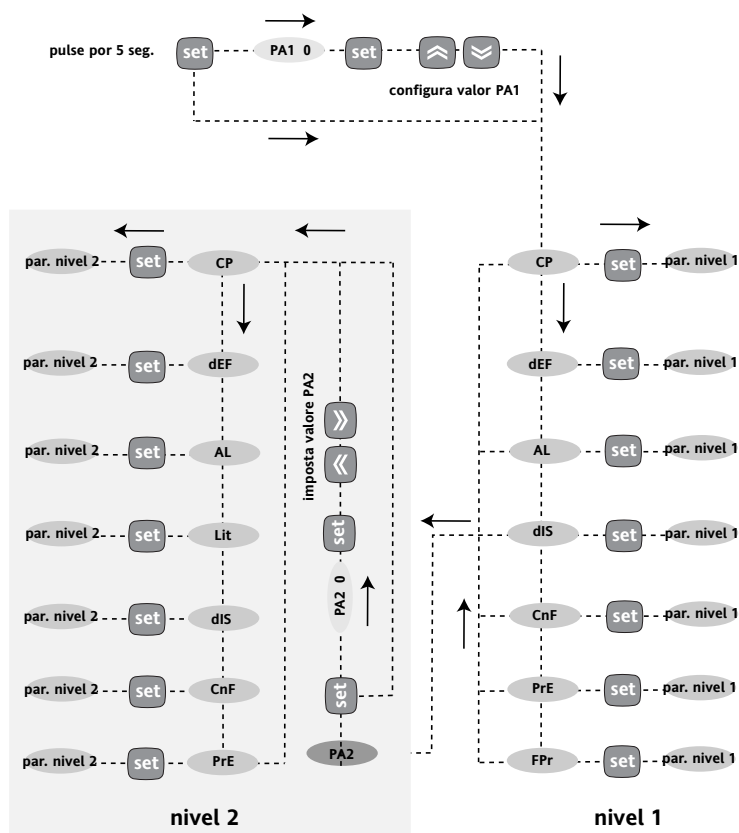 pulse por 5 seg. set PA1 0 set
configura valor PA1
par. nivel 2 set CP
CP set par. nivel 1
par. nivel 2 set dEF
dEF set par. nivel 1
imposta valore PA2
par. nivel 2 set AL
AL set par. nivel 1
par. nivel 2 set Lit
set
dIS set par. nivel 1
PA2 0
par. nivel 2 set dIS
CnF set par. nivel 1
par. nivel 2 set CnF
set
PrE set par. nivel 1
par. nivel 2 set PrE
PA2
FPr set par. nivel 1
nivel 2
nivel 1